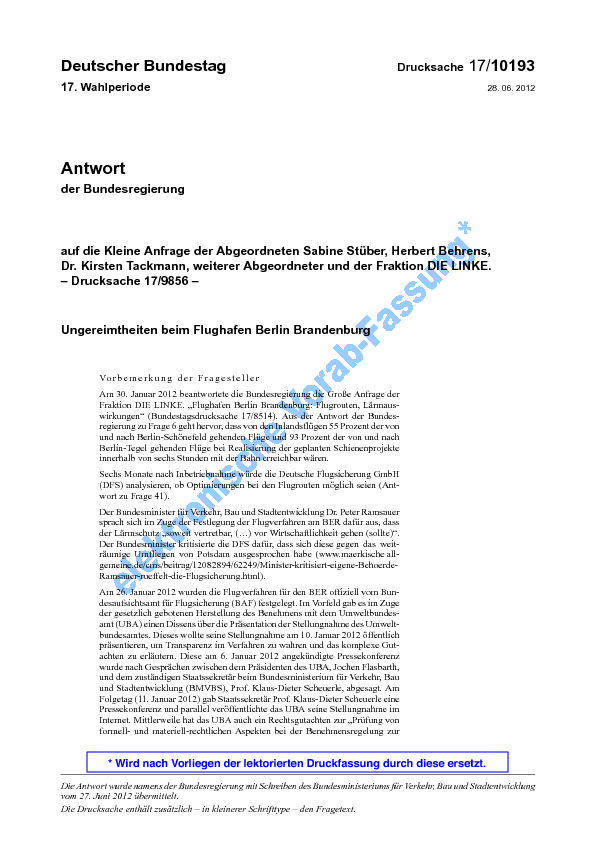 Deutscher Bundestag
Drucksache 17/10193
17. Wahlperiode
28. 06. 2012
Antwort
der Bundesregierung
auf die Kleine Anfrage der Abgeordneten Sabine Stüber, Herbert Behrens,
Dr. Kirsten Tackmann, weiterer Abgeordneter und der Fraktion DIE LINKE.
– Drucksache 17/9856 –
Ungereimtheiten beim Flughafen Berlin Brandenburg
Vorbemerkung der Fragesteller
Am 30. Januar 2012 beantwortete die Bundesregierung die Große Anfrage der
Fraktion DIE LINKE. „Flughafen Berlin Brandenburg: Flugrouten, Lärmaus-
wirkungen“ (Bundestagsdrucksache 17/8514). Aus der Antwort der Bundes-
regierung zu Frage 6 geht hervor, dass von den Inlandsflügen 55 Prozent der von
und nach Berlin-Schönefeld gehenden Flüge und 93 Prozent der von und nach
Berlin-Tegel gehenden Flüge bei Realisierung der geplanten Schienenprojekte
innerhalb von sechs Stunden mit der Bahn erreichbar wären.
Sechs Monate nach Inbetriebnahme würde die Deutsche Flugsicherung GmbH
(DFS) analysieren, ob Optimierungen bei den Flugrouten möglich seien (Ant-
wort zu Frage 41).
Der Bundesminister für Verkehr, Bau und Stadtentwicklung Dr. Peter Ramsauer
sprach sich im Zuge der Festlegung der Flugverfahren am BER dafür aus, dass
der Lärmschutz „soweit vertretbar, (…) vor Wirtschaftlichkeit gehen (sollte)“.
Der Bundesminister kritisierte die DFS dafür, dass sich diese gegen das weit-
räumige Umfliegen von Potsdam ausgesprochen habe (www.maerkische all-
gemeine.de/cms/beitrag/12082894/62249/Minister-kritisiert-eigene-Behoerde-
Ramsauer-rueffelt-die-Flugsicherung.html).
Am 26. Januar 2012 wurden die Flugverfahren für den BER offiziell vom Bun-
desaufsichtsamt für Flugsicherung (BAF) festgelegt. Im Vorfeld gab es im Zuge
der gesetzlich gebotenen Herstellung des Benehmens mit dem Umweltbundes-
amt (UBA) einen Dissens über die Präsentation der Stellungnahme des Umwelt-
bundesamtes. Dieses wollte seine Stellungnahme am 10. Januar 2012 öffentlich
präsentieren, um Transparenz im Verfahren zu wahren und das komplexe Gut-
achten zu erläutern. Diese am 6. Januar 2012 angekündigte Pressekonferenz
wurde nach Gesprächen zwischen dem Präsidenten des UBA, Jochen Flasbarth,
und dem zuständigen Staatssekretär beim Bundesministerium für Verkehr, Bau
und Stadtentwicklung (BMVBS), Prof. Klaus-Dieter Scheuerle, abgesagt. Am
Folgetag (11. Januar 2012) gab Staatssekretär Prof. Klaus-Dieter Scheuerle eine
Pressekonferenz und parallel veröffentlichte das UBA seine Stellungnahme im
Internet. Mittlerweile hat das UBA auch ein Rechtsgutachten zur „Prüfung von
formell- und materiell-rechtlichen Aspekten bei der Benehmensregelung zur
elektronische Vorab-Fassung*
* Wird nach Vorliegen der lektorierten Druckfassung durch diese ersetzt.
Die Antwort wurde namens der Bundesregierung mit Schreiben des Bundesministeriums für Verkehr, Bau und Stadtentwicklung
vom 27. Juni 2012 übermittelt.
Die Drucksache enthält zusätzlich – in kleinerer Schrifttype – den Fragetext.